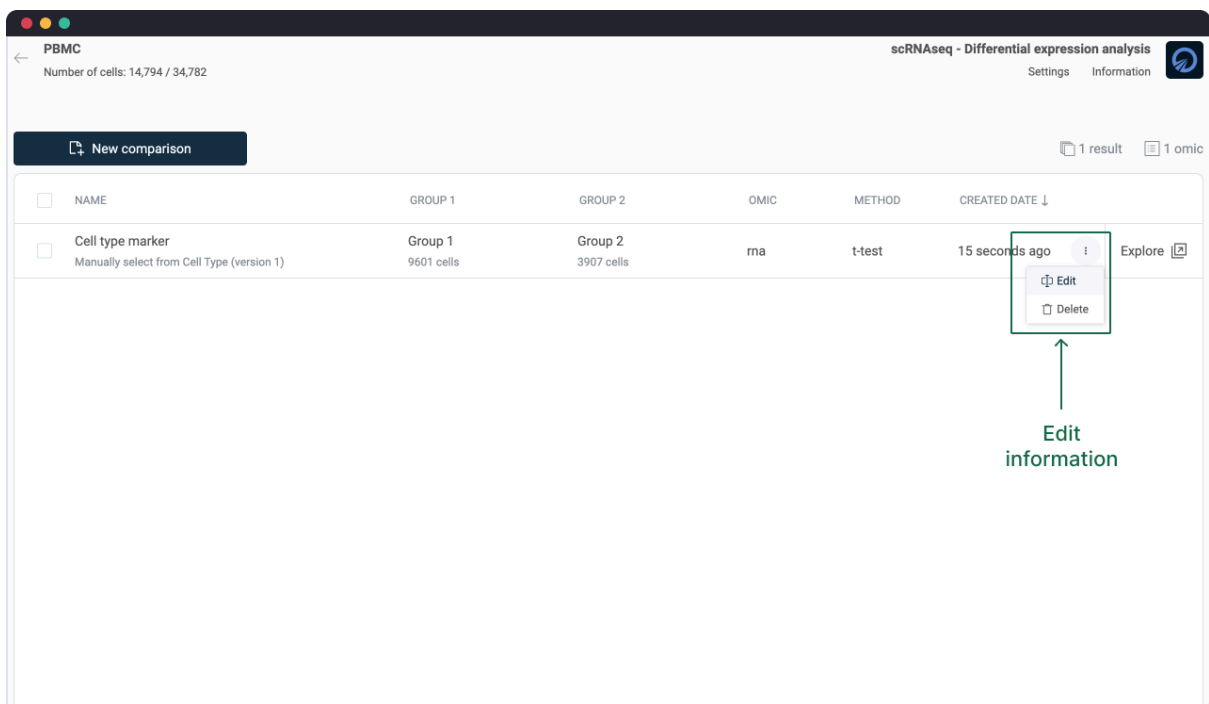 PBMC
scRNAseq - Differential expression analysis
Number of cells: 14,794 / 34,782
Settings Information
New comparison
1 result 1 omic
NAME GROUP 1 GROUP 2 OMIC METHOD CREATED DATE ↓
Cell type marker Group 1 Group 2
rna t-test 15 seconds ago Explore
Manually select from Cell Type (version 1) 9601 cells 3907 cells
Edit
Delete
Edit
information